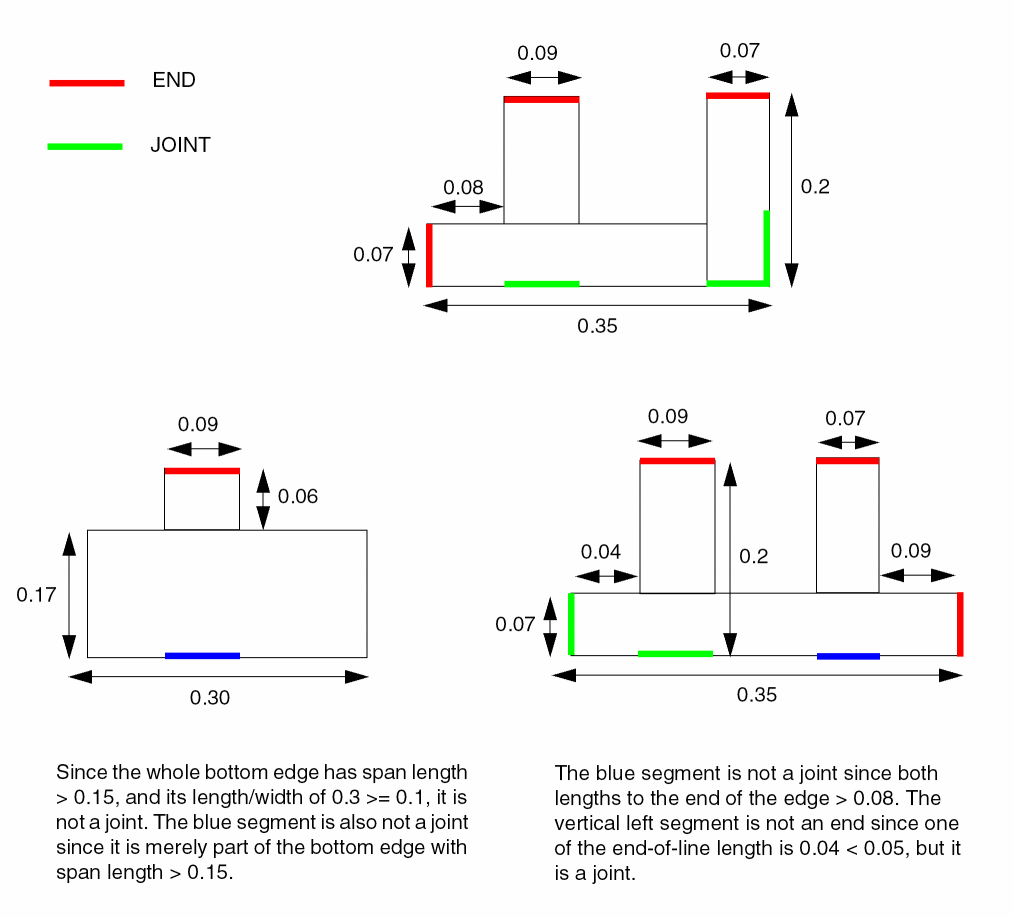 END
JOINT
0.09
0.07
0.08
0.2
0.07
0.35
0.09
0.06
0.17
0.30
0.09
0.07
0.04
0.2
0.09
0.07
0.35
Since the whole bottom edge has span length
> 0.15, and its length/width of 0.3 >= 0.1, it is
not a joint. The blue segment is also not a joint
since it is merely part of the bottom edge with
span length > 0.15.
The blue segment is not a joint since both
lengths to the end of the edge > 0.08. The
vertical left segment is not an end since one
of the end-of-line length is 0.04 < 0.05, but it
is a joint.